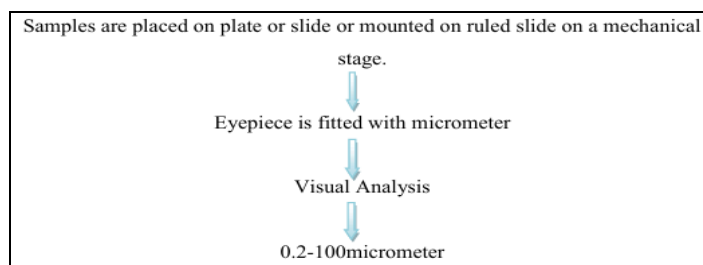 Samples are placed on plate or slide or mounted on ruled slide on a mechanical
stage.
Eyepiece is fitted with micrometer
Visual Analysis
0.2-100micrometer